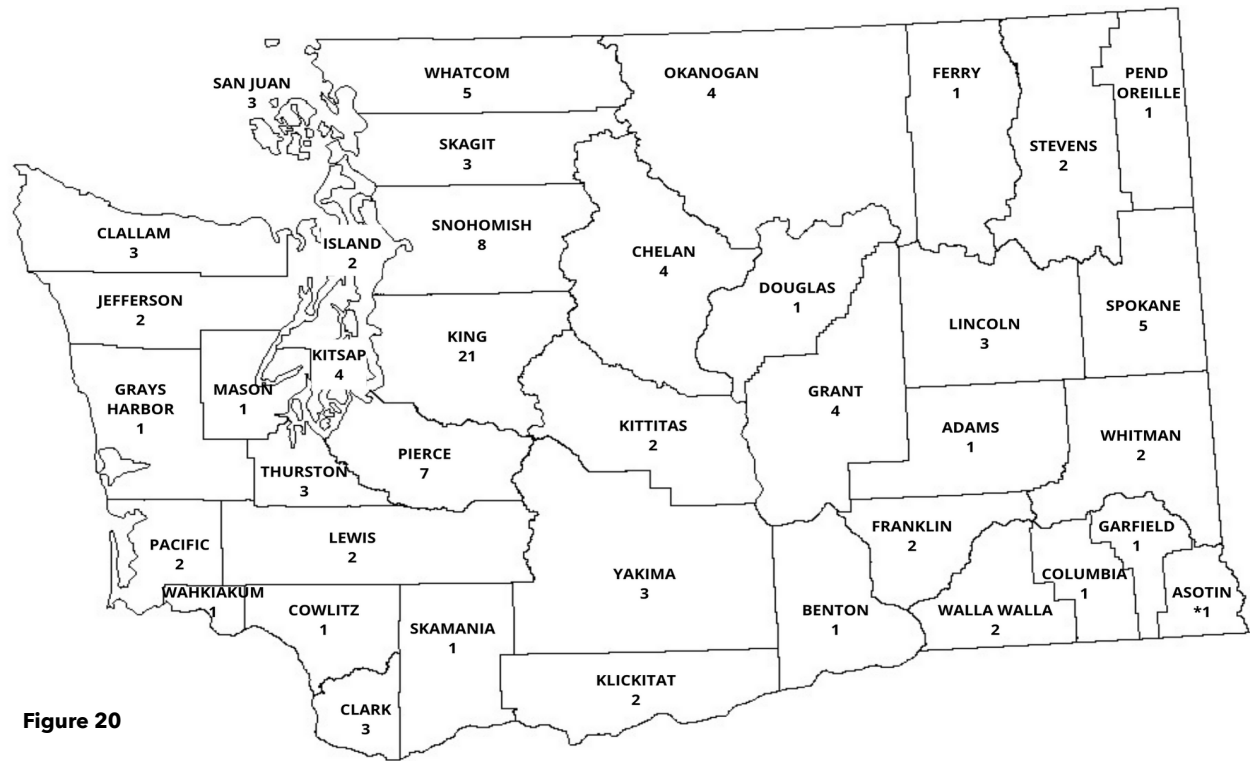 WHATCOM
5
OKANOGAN
4
FERRY
1
PEND
OREILLE
1
SAN JUAN
3
SKAGIT
3
STEVENS
2
CLALLAM
3
ISLAND
2
SNOHOMISH
8
CHELAN
4
DOUGLAS
1
JEFFERSON
2
LINCOLN
3
SPOKANE
5
KING
21
KITSAP
4
GRAYS
HARBOR
1
MASON
1
GRANT
4
KITTITAS
2
ADAMS
1
WHITMAN
2
PIERCE
7
THURSTON
3
FRANKLIN
2
GARFIELD
1
PACIFIC
2
LEWIS
2
YAKIMA
3
COLUMBIA
1
ASOTIN
*1
WAHKIAKUM
1
COWLITZ
1
SKAMANIA
1
BENTON
1
WALLA WALLA
2
KLICKITAT
2
CLARK
3
Figure 20